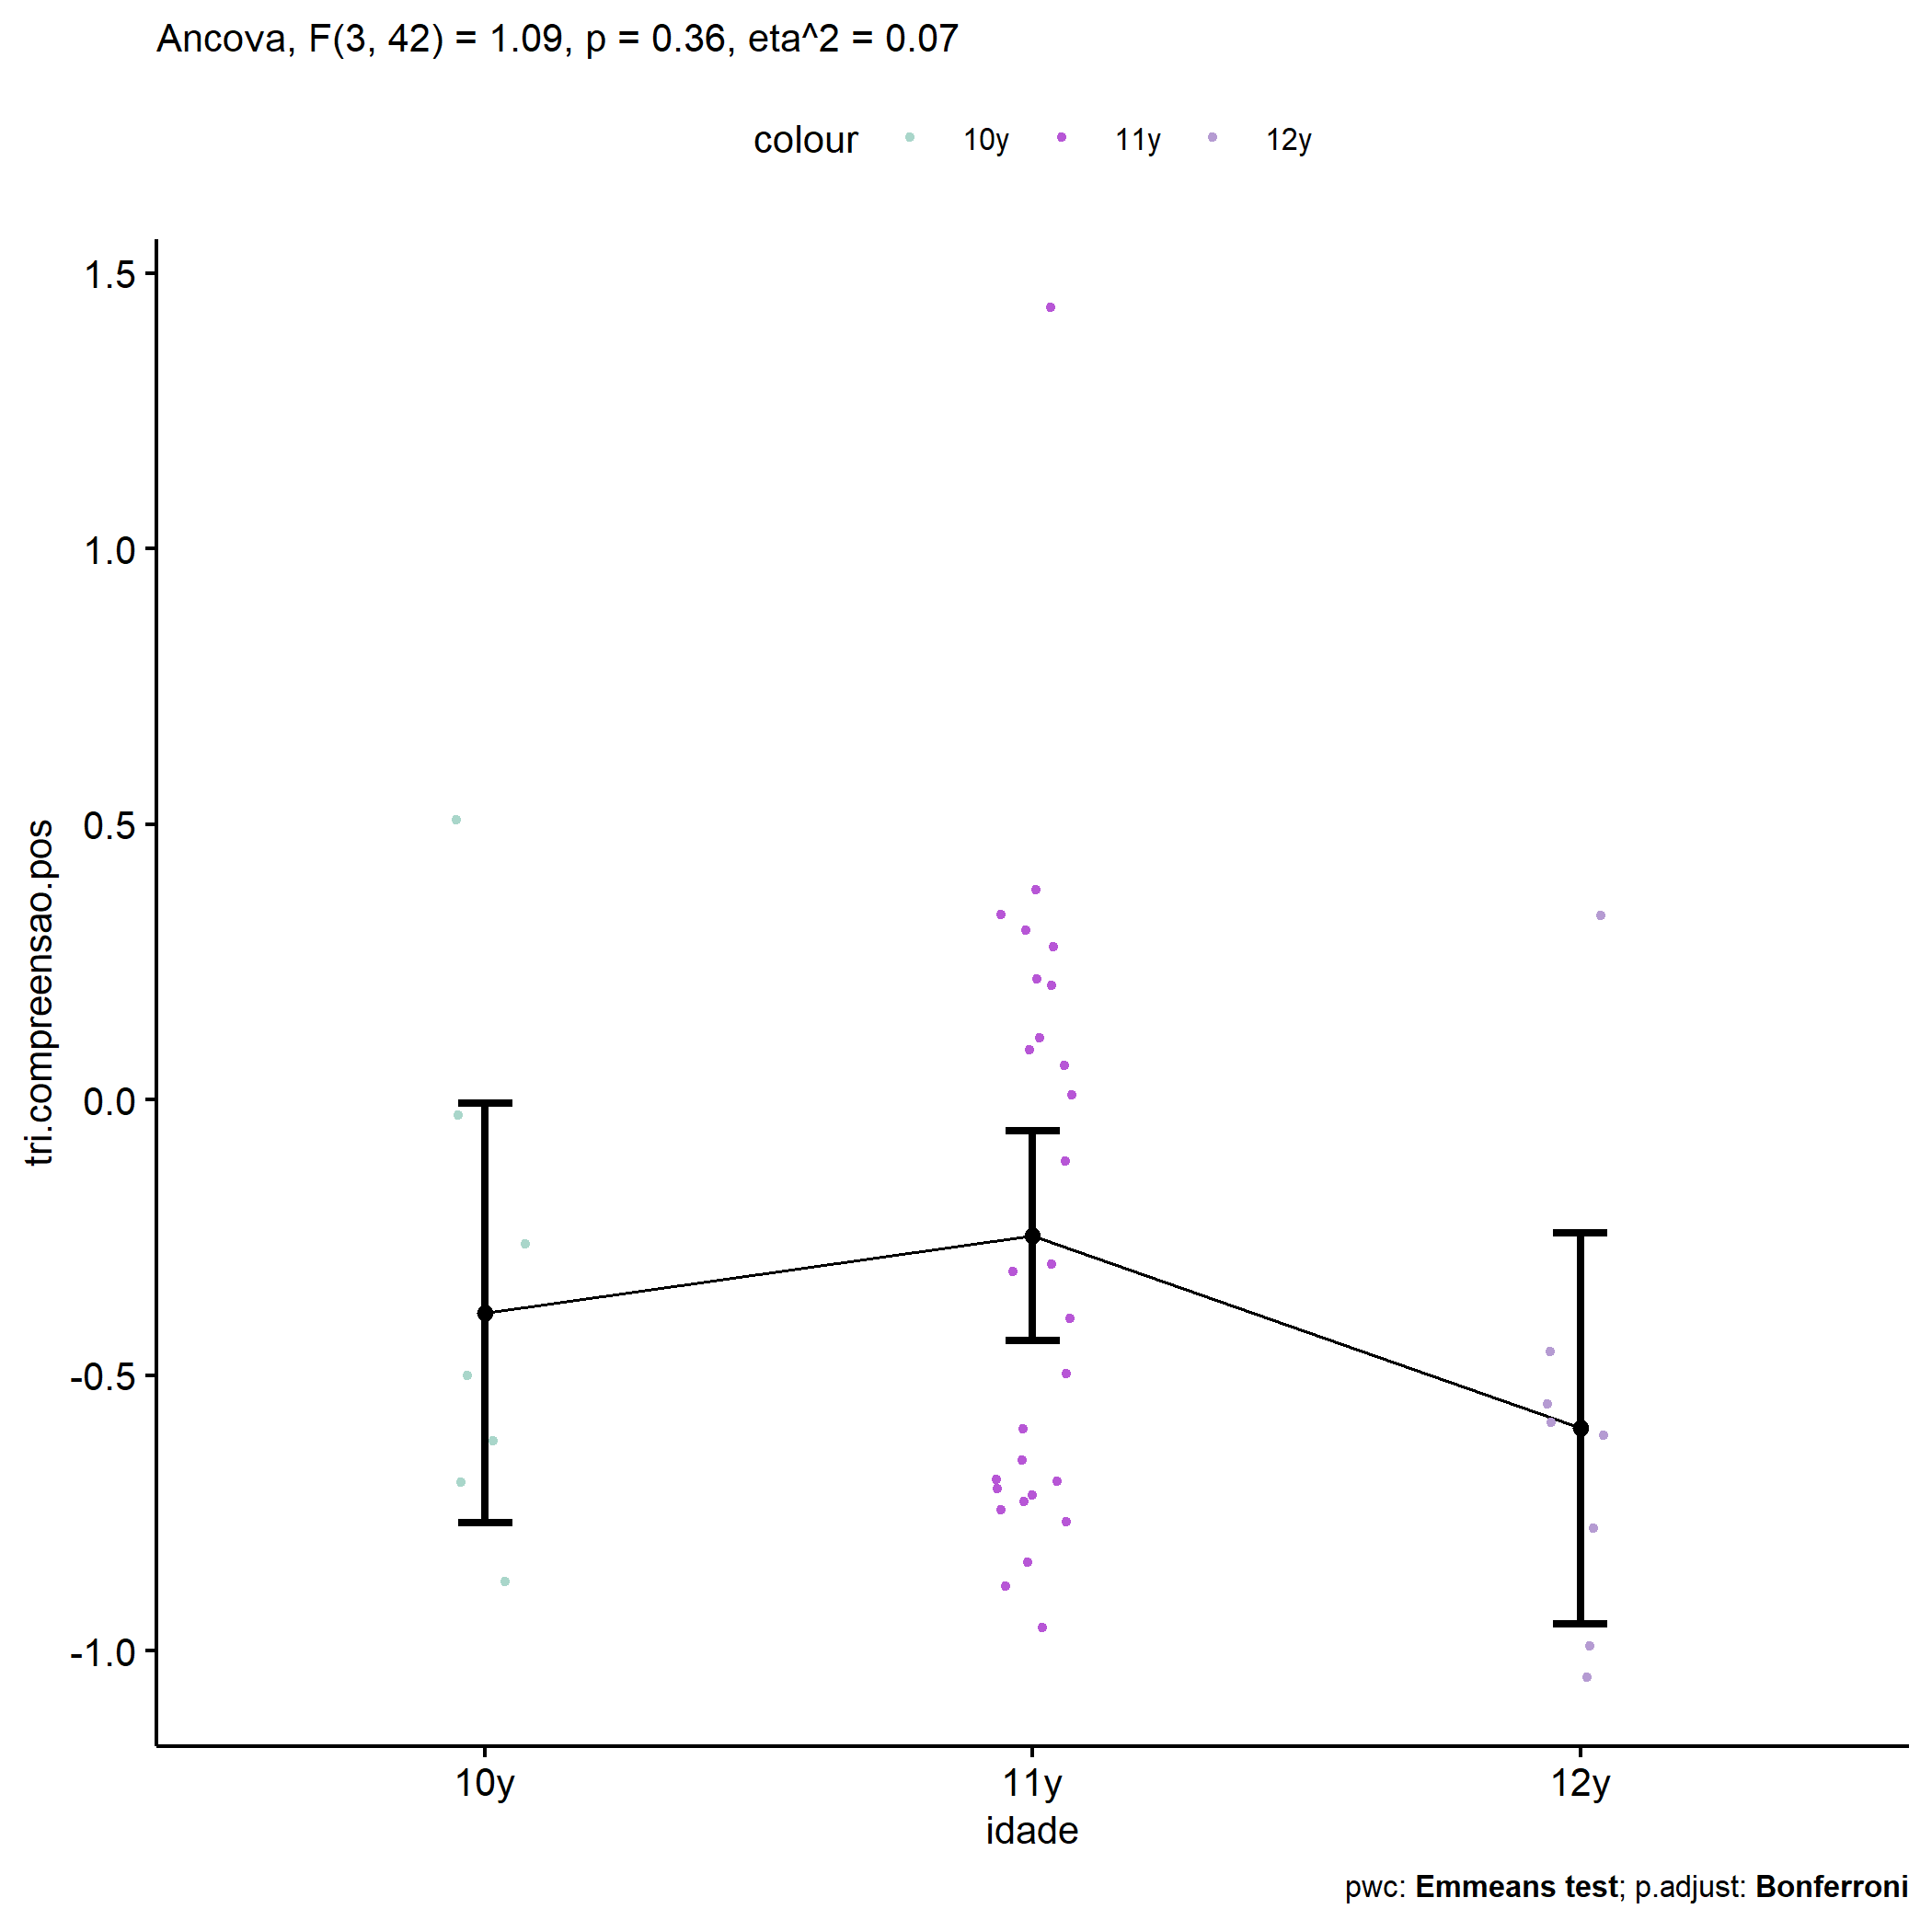 Ancova, F(3, 42) = 1.09, p = 0.36, eta^2 = 0.07
colour 10y 11y 12y
1.5
1.0
0.5
0.0
-0.5
-1.0
tri.compreensao.pos
10y 11y 12y
idade
pwc: Emmeans test; p.adjust: Bonferroni